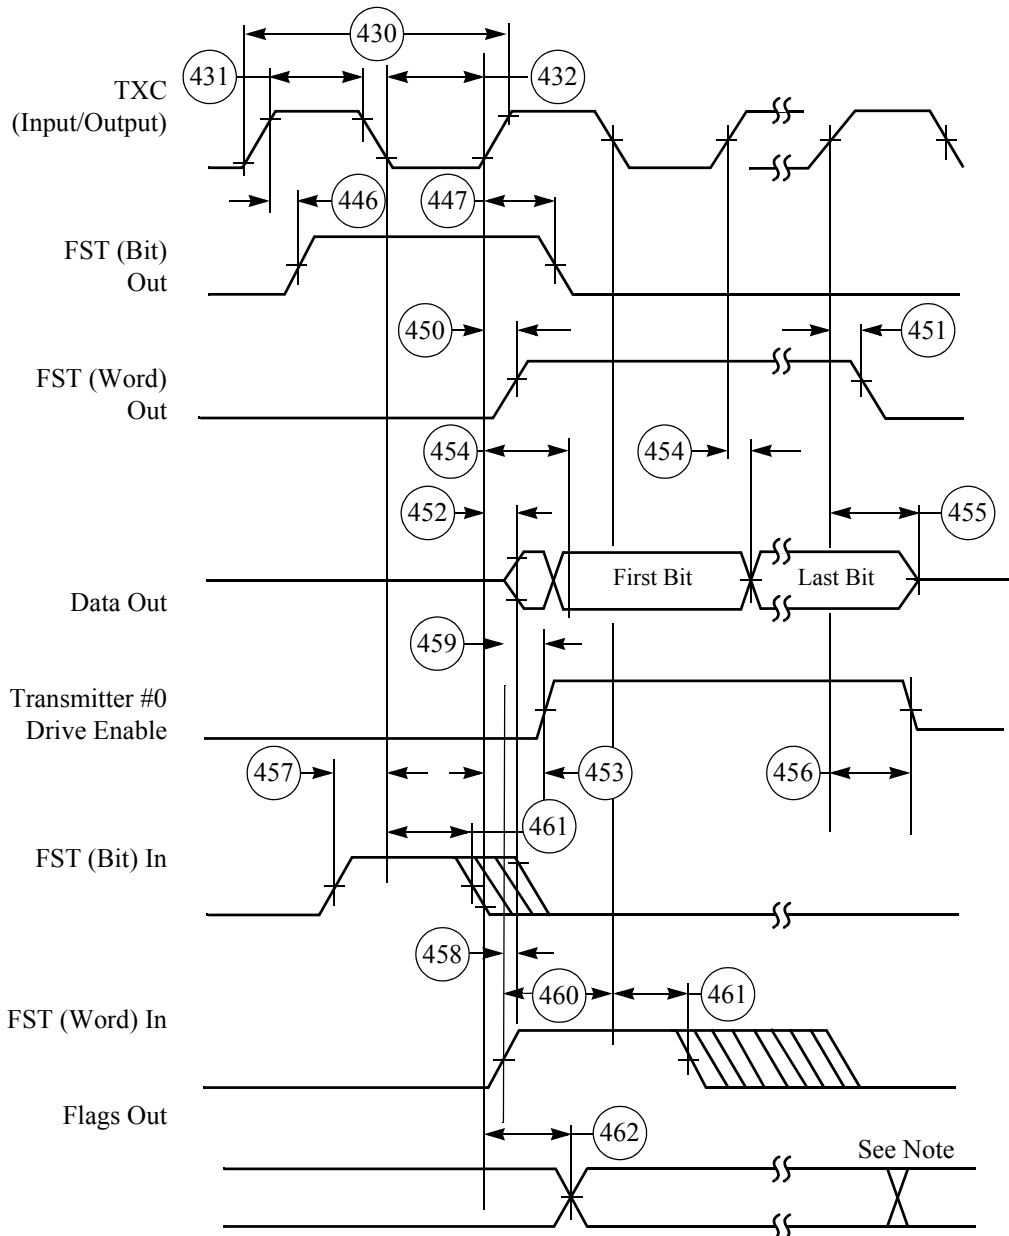 430
431
432
TXC
(Input/Output)
446
447
FST (Bit)
Out
450
451
FST (Word)
Out
454
454
452
455
First Bit
Last Bit
Data Out
459
Transmitter #0
Drive Enable
457
453
456
461
FST (Bit) In
458
460
461
FST (Word) In
Flags Out
462
See Note